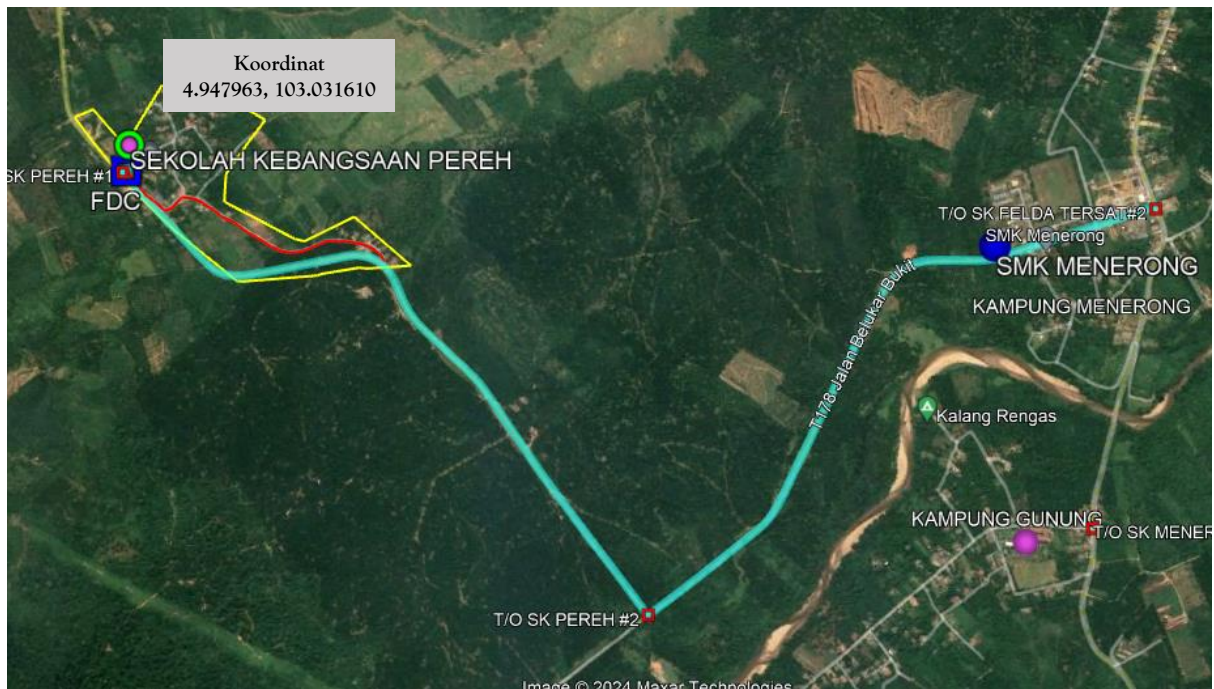 Koordinat
4.947963, 103.031610
SEKOLAH KEBANGSAAN PEREH
SK PEREH #1
FDC
T/O SK FELDA TERSAT#2
SMK Menerong
SMK MENERONG
KAMPUNG MENERONG
T178 Jalan Belukar Bukit
Kalang Rengas
KAMPUNG GUNUNG
T/O SK MENER
T/O SK PEREH #2
Image © 2024 Maxar Technologies